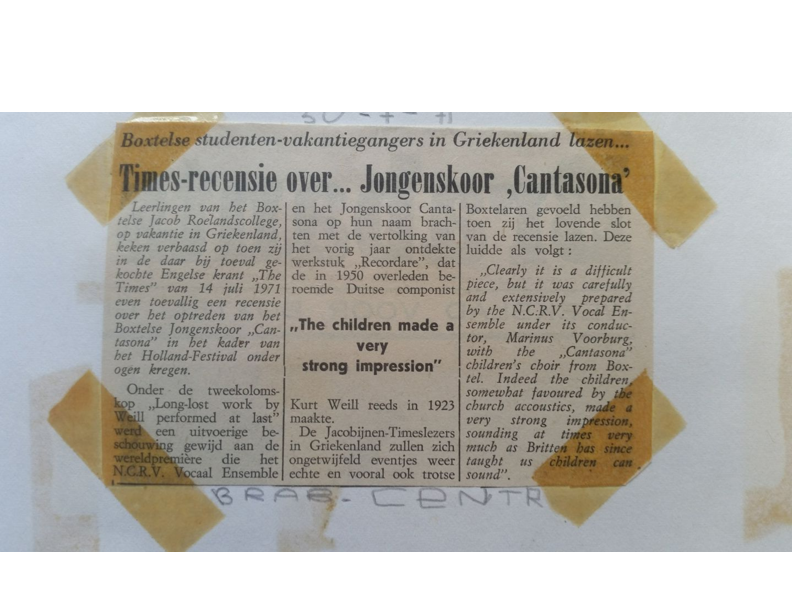 30-7-71
Boxtelse studenten-vakantiegangers in Griekenland lazen...
Times-recensie over... Jongenskoor ‚Cantasona’
Leerlingen van het Box-
telse Jacob Roelandscollege,
op vakantie in Griekenland,
keken verbaasd op toen zij
in de daar bij toeval ge-
kochte Engelse krant „The
Times” van 14 juli 1971
even toevallig een recensie
over het optreden van het
Boxtelse Jongenskoor „Can-
tasona” in het kader van
het Holland-Festival onder
ogen kregen.
Onder de tweekoloms-
kop „Long-lost work by
Weill performed at last”
werd een uitvoerige be-
schouwing gewijd aan de
wereldpremière die het
N.C.R.V. Vocaal Ensemble
en het Jongenskoor Canta-
sona op hun naam brach-
ten met de vertolking van
het vorig jaar ontdekte
werkstuk „Recordare”, dat
de in 1950 overleden be-
roemde Duitse componist
„The children made a
very
strong impression”
Kurt Weill reeds in 1923
maakte.
De Jacobijnen-Timeslezers
in Griekenland zullen zich
ongetwijfeld eventjes weer
echte en vooral ook trotse
Boxtelaren gevoeld hebben
toen zij het lovende slot
van de recensie lazen. Deze
luidde als volgt :
„Clearly it is a difficult
piece, but it was carefully
and extensively prepared
by the N.C.R.V. Vocal En-
semble under its conduc-
tor, Marinus Voorburg,
with the „Cantasona”
children's choir from Box-
tel. Indeed the children,
somewhat favoured by the
church accoustics, made a
very strong impression,
sounding at times very
much as Britten has since
taught us children can
sound”.
BRAB-CENTR